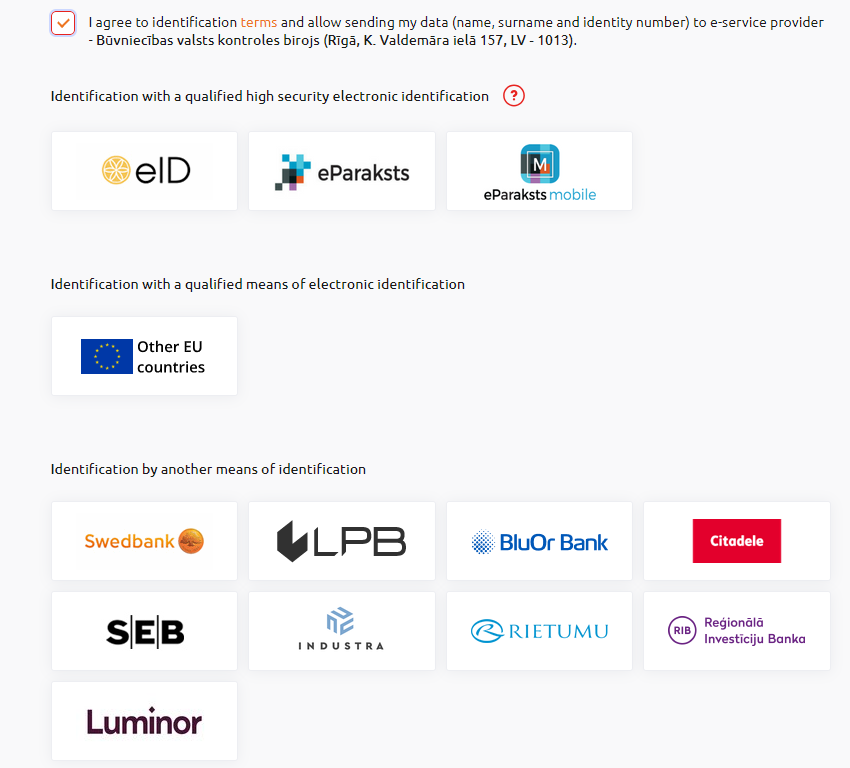 I agree to identification terms and allow sending my data (name, surname and identity number) to e-service provider
- Būvniecības valsts kontroles birojs (Rīgā, K. Valdemāra ielā 157, LV - 1013).
Identification with a qualified high security electronic identification ?
eID
eParaksts
M
eParaksts mobile
Identification with a qualified means of electronic identification
Other EU
countries
Identification by another means of identification
Swedbank
LPB
BluOr Bank
Citadele
SEB
INDUSTRA
RIETUMU
RIB
Reģionālā
Investīciju Banka
Luminor